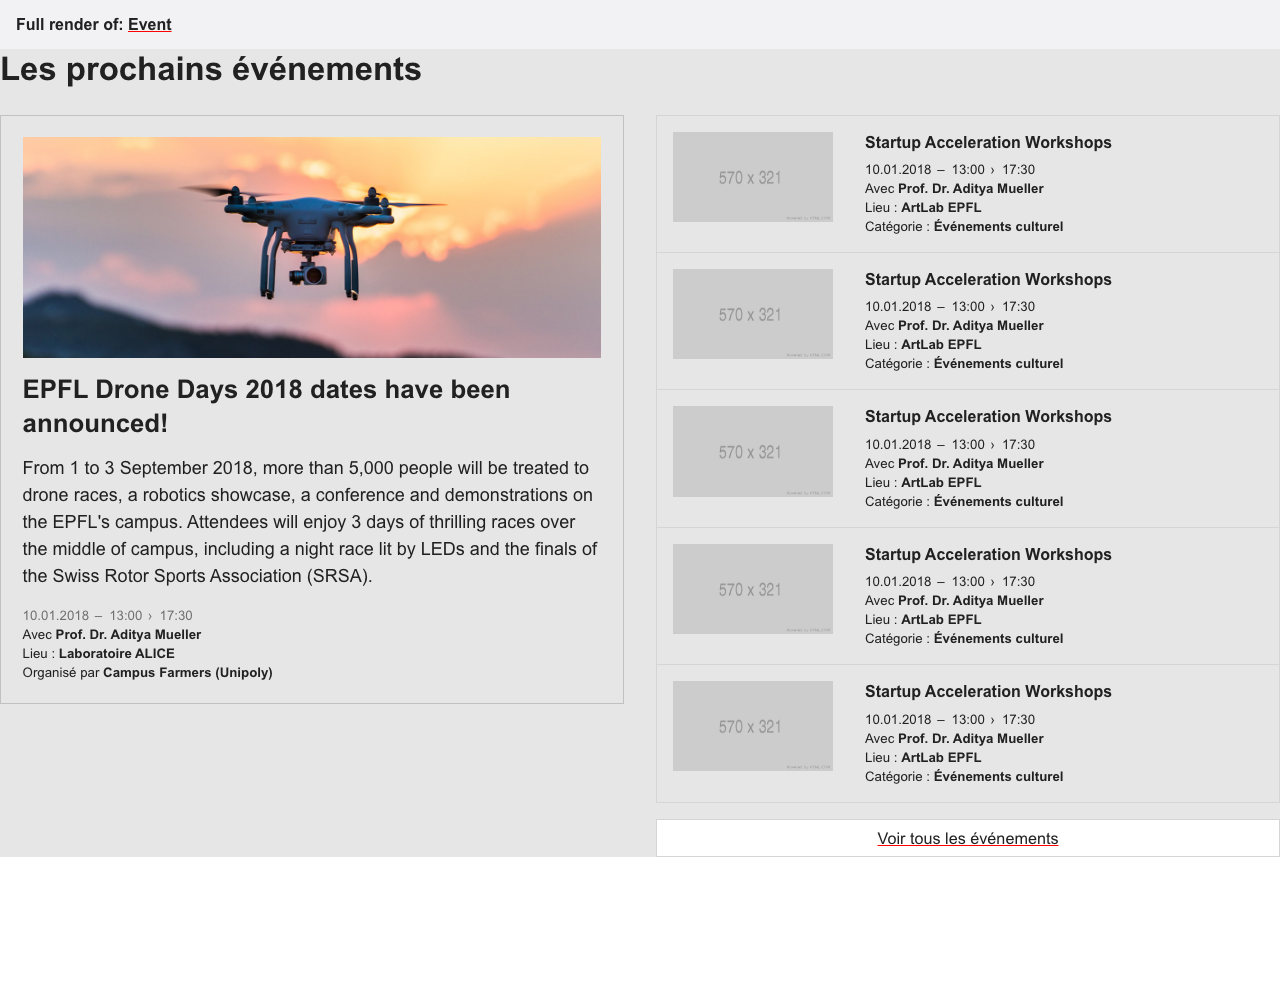 Full render of: Event
Les prochains événements
EPFL Drone Days 2018 dates have been
announced!
From 1 to 3 September 2018, more than 5,000 people will be treated to
drone races, a robotics showcase, a conference and demonstrations on
the EPFL's campus. Attendees will enjoy 3 days of thrilling races over
the middle of campus, including a night race lit by LEDs and the finals of
the Swiss Rotor Sports Association (SRSA).
10.01.2018 – 13:00 › 17:30
Avec Prof. Dr. Aditya Mueller
Lieu : Laboratoire ALICE
Organisé par Campus Farmers (Unipoly)
570 x 321
Startup Acceleration Workshops
10.01.2018 – 13:00 › 17:30
Avec Prof. Dr. Aditya Mueller
Lieu : ArtLab EPFL
Catégorie : Événements culturel
570 x 321
Startup Acceleration Workshops
10.01.2018 – 13:00 › 17:30
Avec Prof. Dr. Aditya Mueller
Lieu : ArtLab EPFL
Catégorie : Événements culturel
570 x 321
Startup Acceleration Workshops
10.01.2018 – 13:00 › 17:30
Avec Prof. Dr. Aditya Mueller
Lieu : ArtLab EPFL
Catégorie : Événements culturel
570 x 321
Startup Acceleration Workshops
10.01.2018 – 13:00 › 17:30
Avec Prof. Dr. Aditya Mueller
Lieu : ArtLab EPFL
Catégorie : Événements culturel
570 x 321
Startup Acceleration Workshops
10.01.2018 – 13:00 › 17:30
Avec Prof. Dr. Aditya Mueller
Lieu : ArtLab EPFL
Catégorie : Événements culturel
Voir tous les événements